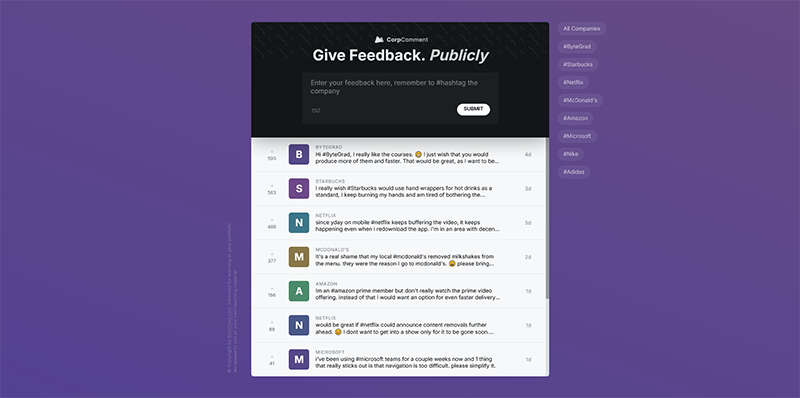 CorpComment
Give Feedback. Publicly
Enter your feedback here, remember to #hashtag the
company
150
SUBMIT
All Companies
#ByteGrad
#Starbucks
#Netflix
#McDonald's
#Amazon
#Microsoft
#Nike
#Adidas
593
B
BYTEGRAD
Hi #ByteGrad, I really like the courses. I just wish that you would
produce more of them and faster. That would be great, as I want to be...
4d
563
S
STARBUCKS
I really wish #Starbucks would use hand wrappers for hot drinks as a
standard, I keep burning my hands and am tired of bothering the...
3d
486
N
NETFLIX
since yday on mobile #netflix keeps buffering the video, it keeps
happening even when I redownload the app. i'm in an area with decen...
5d
377
M
MCDONALD'S
It's a real shame that my local #mcdonald's removed milkshakes from
the menu. they were the reason I go to mcdonald's. 😩 please bring...
2d
196
A
AMAZON
im an #amazon prime member but don't really watch the prime video
offering. instead of that I would want an option for even faster delivery...
1d
88
N
NETFLIX
would be great if #netflix could announce content removals further
ahead. I dont want to get into a show only for it to be gone soon....
1d
41
M
MICROSOFT
i've been using #microsoft teams for a couple weeks now and 1 thing
that really sticks out is that navigation is too difficult. please simplify it.
1d